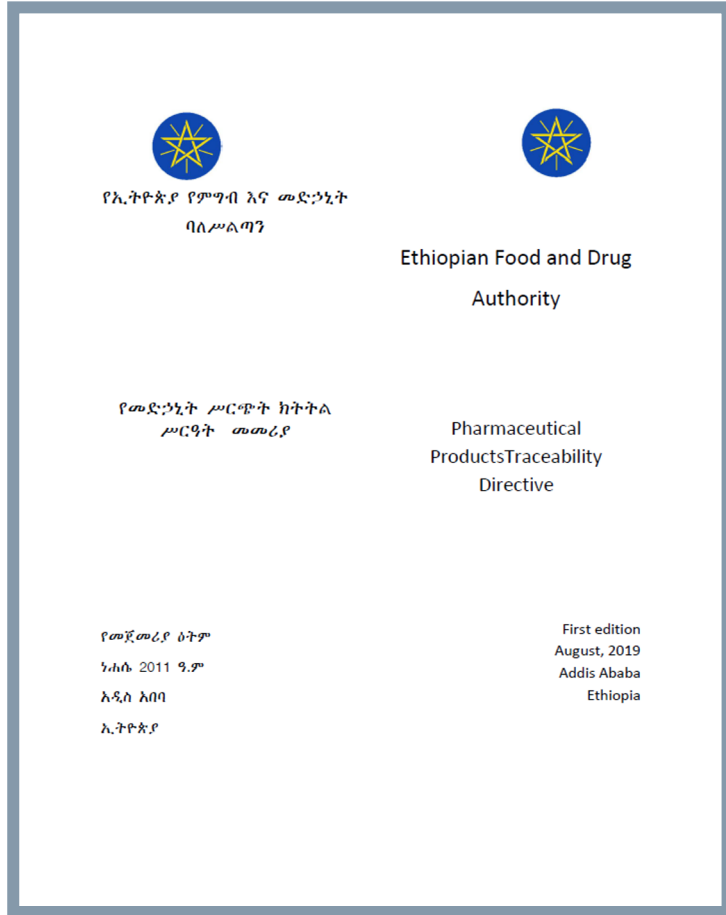 የኢትዮጵያ የምግብ እና መድኃኒት
ባለሥልጣን
Ethiopian Food and Drug
Authority
የመድኃኒት ሥርጭት ክትትል
ሥርዓት መመሪያ
Pharmaceutical
ProductsTraceability
Directive
የመጀመሪያ ዕትም
ነሐሴ 2011 ዓ.ም
አዲስ አበባ
ኢትዮጵያ
First edition
August, 2019
Addis Ababa
Ethiopia